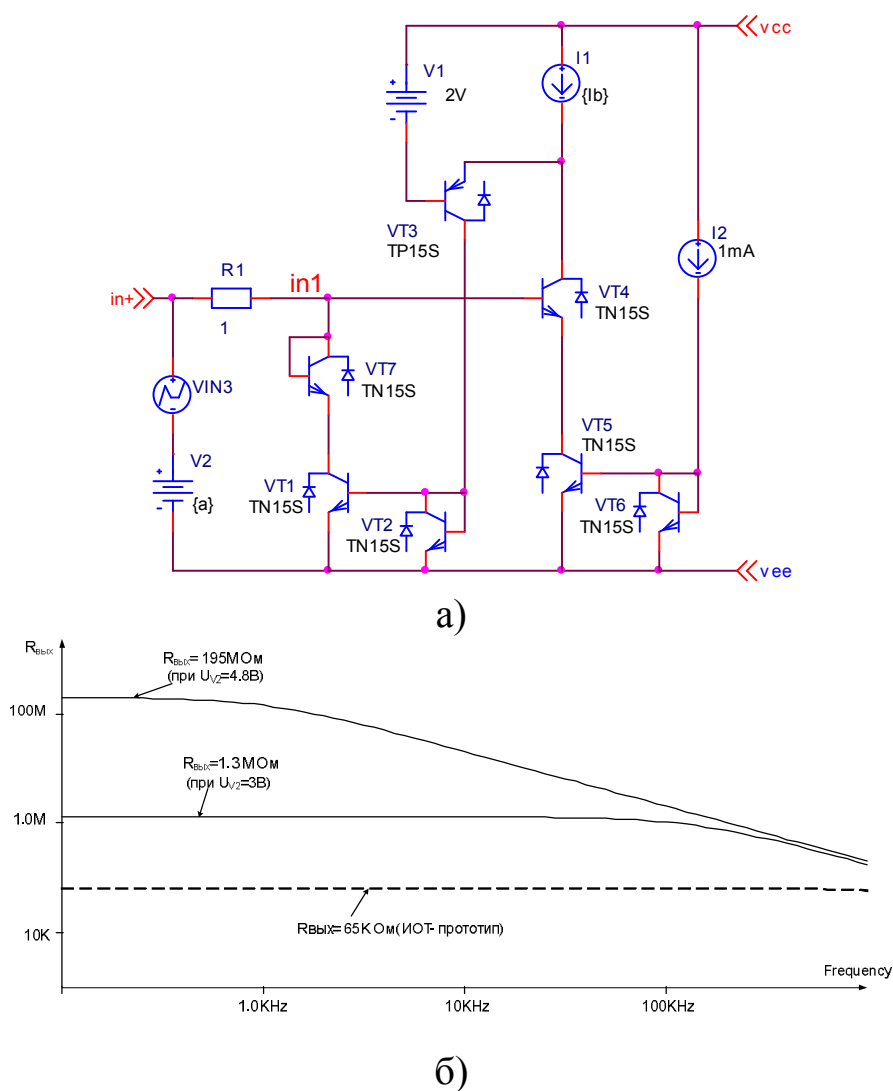 vcc
V1
2V
I1
{Ib}
VT3
TP15S
I2
1mA
R1
in1
in+
1
VT4
TN15S
VT7
TN15S
VIN3
V2
{a}
VT5
TN15S
VT1
TN15S
VT2
TN15S
VT6
TN15S
vee
а)
Rвых
Rвых= 195МОм
(при UV2=4.8В)
100M
Rвых=1.3МОм
(при UV2=3В)
1.0M
Rвых=65КОм(ИОТ- прототип)
10K
Frequency
1.0KHz
10KHz
100KHz
б)